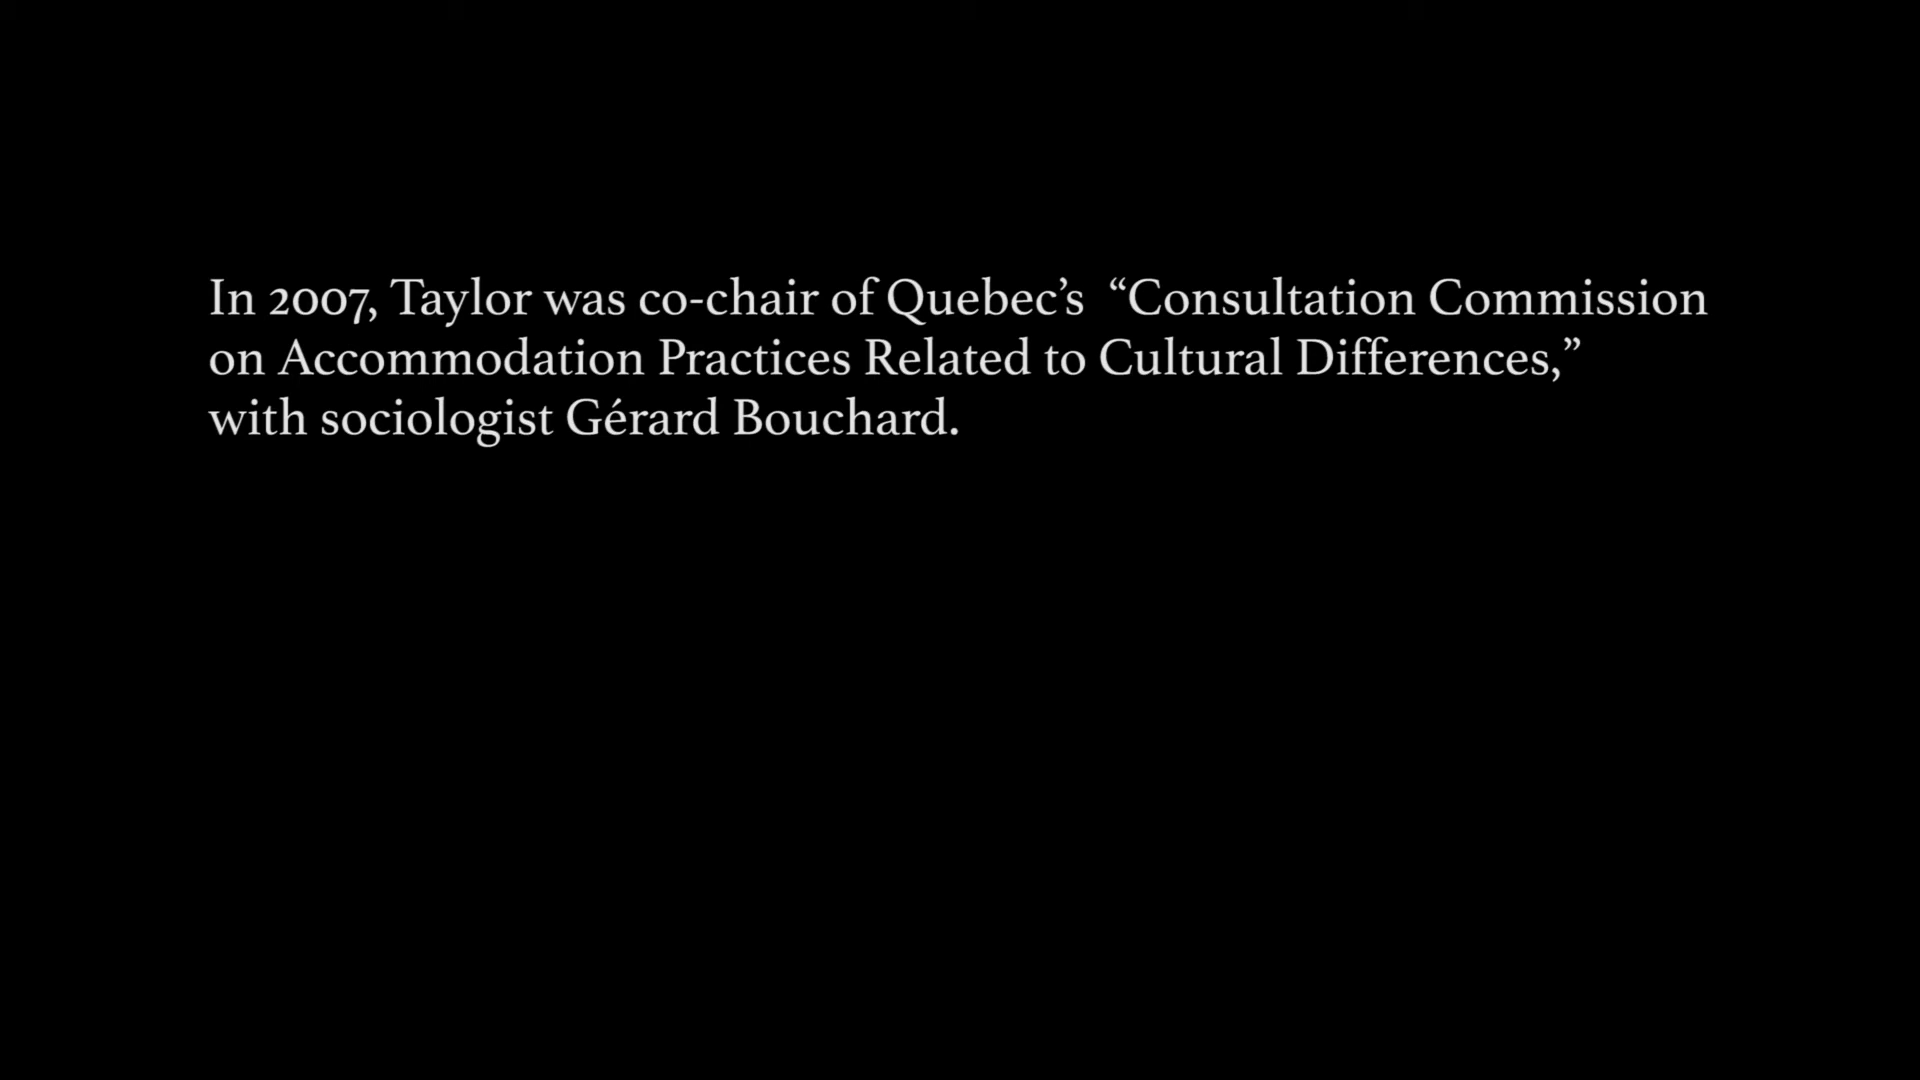 In 2007, Taylor was co-chair of Quebec’s  “Consultation Commission
on Accommodation Practices Related to Cultural Differences,”
with sociologist Gérard Bouchard.